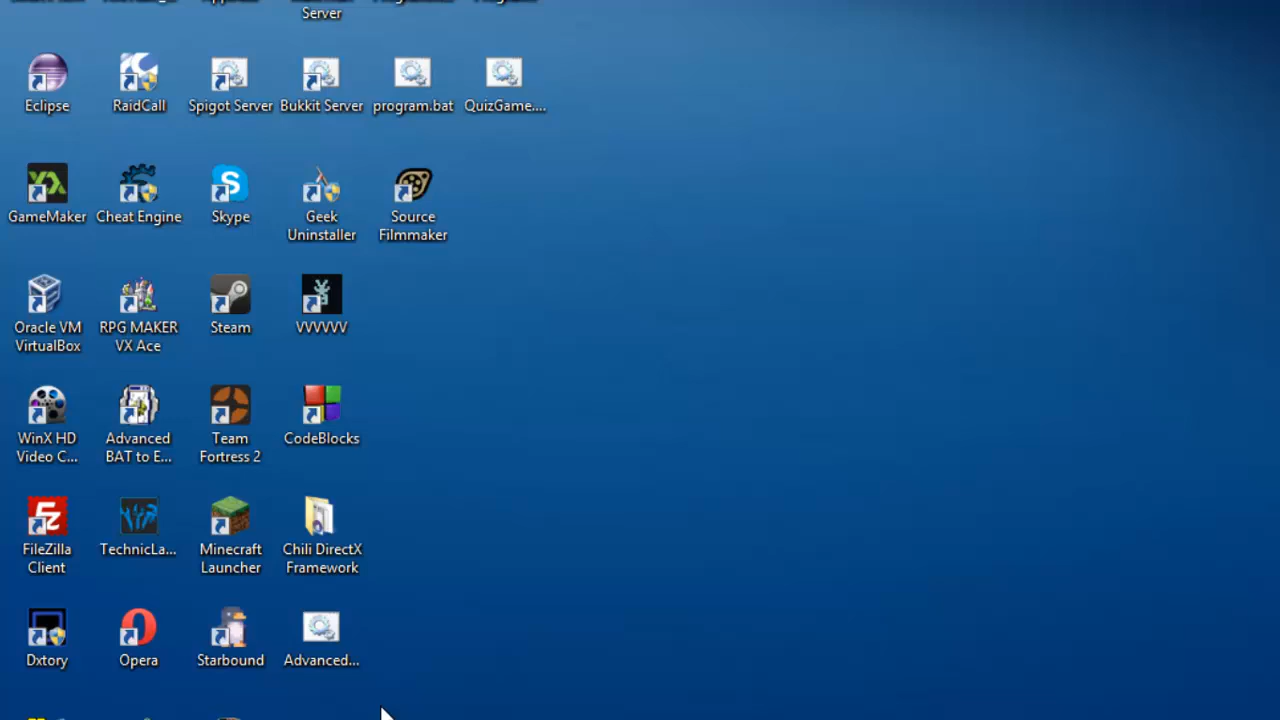 Server
Eclipse
RaidCall
Spigot Server
Bukkit Server
program.bat
QuizGame....
GameMaker
Cheat Engine
Skype
Geek
Uninstaller
Source
Filmmaker
Oracle VM
VirtualBox
RPG MAKER
VX Ace
Steam
VVVVVV
WinX HD
Video C...
Advanced
BAT to E...
Team
Fortress 2
CodeBlocks
FileZilla
Client
TechnicLa...
Minecraft
Launcher
Chili DirectX
Framework
Dxtory
Opera
Starbound
Advanced...